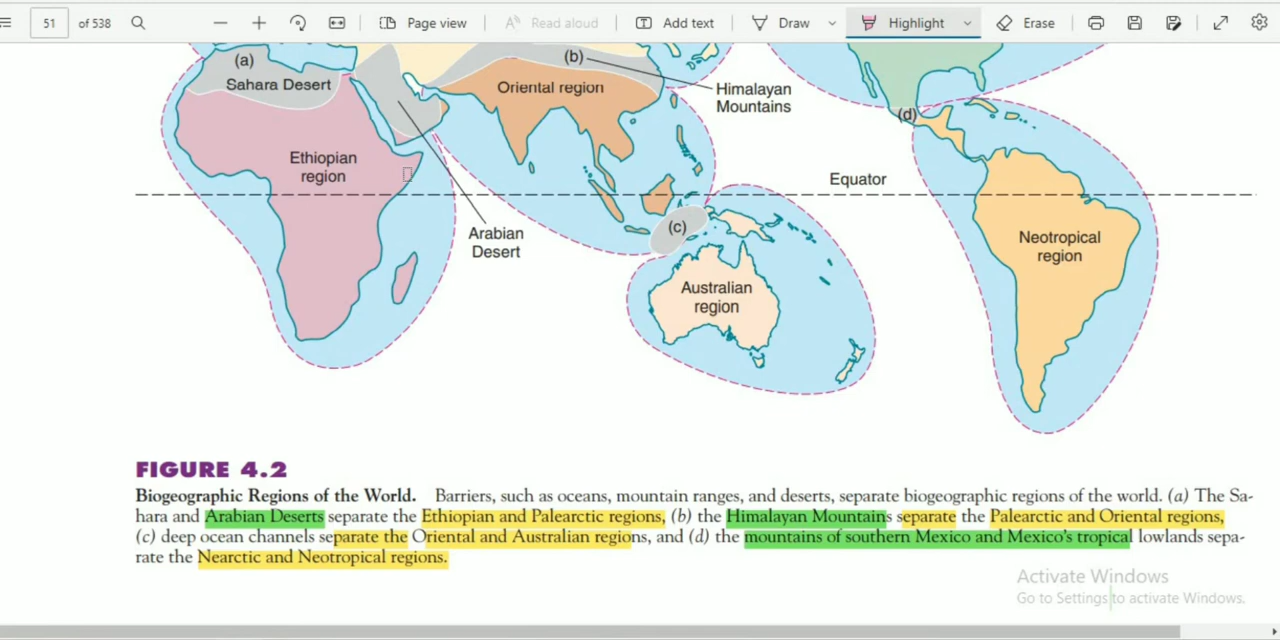 51 of 538 Page view Read aloud Add text Draw Highlight Erase
(a)
Sahara Desert
(b)
Oriental region
Himalayan
Mountains
(d)
Ethiopian
region
Equator
Arabian
Desert
(c)
Neotropical
region
Australian
region
FIGURE 4.2
Biogeographic Regions of the World. Barriers, such as oceans, mountain ranges, and deserts, separate biogeographic regions of the world. (a) The Sa-
hara and Arabian Deserts separate the Ethiopian and Palearctic regions, (b) the Himalayan Mountains separate the Palearctic and Oriental regions,
(c) deep ocean channels separate the Oriental and Australian regions, and (d) the mountains of southern Mexico and Mexico's tropical lowlands sepa-
rate the Nearctic and Neotropical regions.
Activate Windows
Go to Settings to activate Windows.